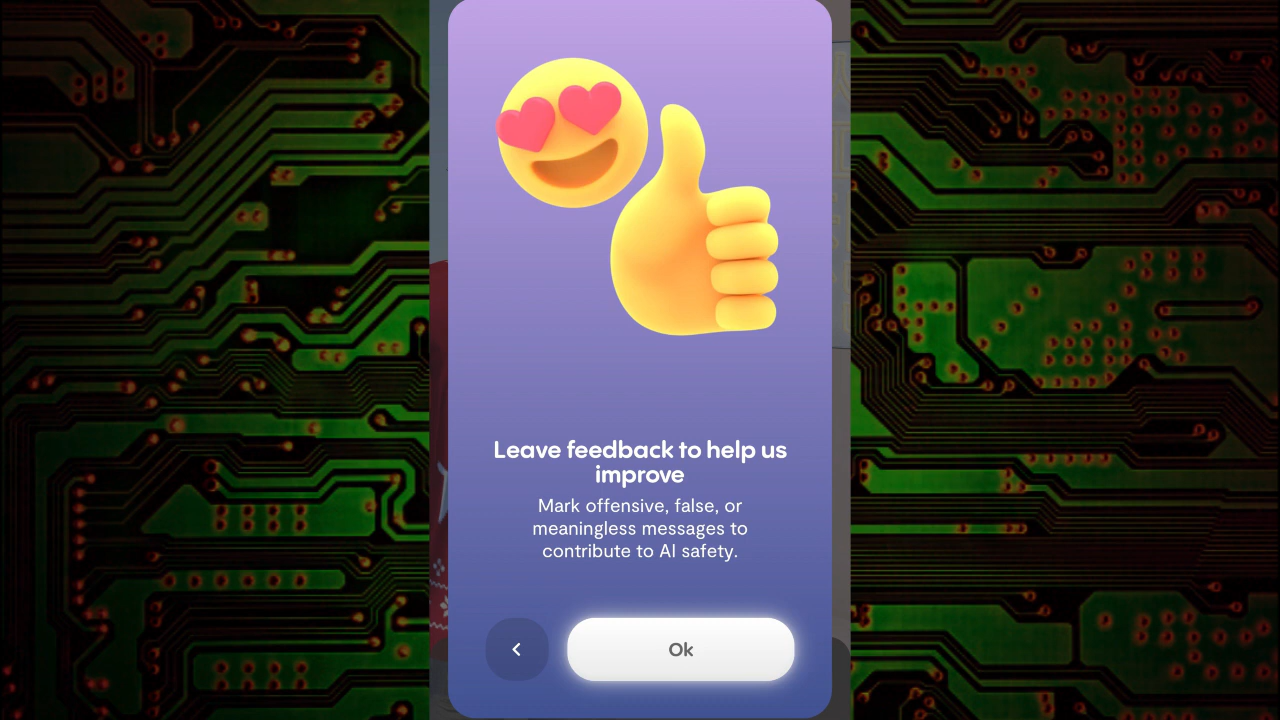 Leave feedback to help us
improve
Mark offensive, false, or
meaningless messages to
contribute to AI safety.
Ok